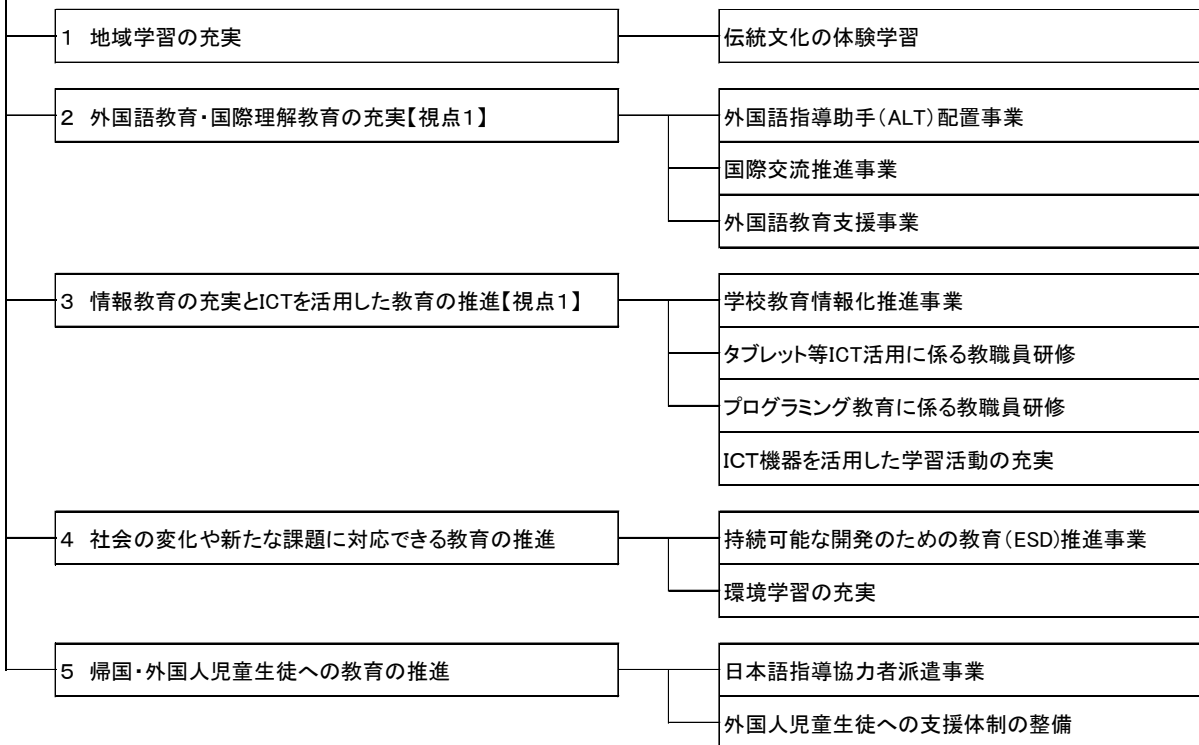 1 地域学習の充実
伝統文化の体験学習
2 外国語教育・国際理解教育の充実【視点1】
外国語指導助手(ALT)配置事業
国際交流推進事業
外国語教育支援事業
3 情報教育の充実とICTを活用した教育の推進【視点1】
学校教育情報化推進事業
タブレット等ICT活用に係る教職員研修
プログラミング教育に係る教職員研修
ICT機器を活用した学習活動の充実
4 社会の変化や新たな課題に対応できる教育の推進
持続可能な開発のための教育(ESD)推進事業
環境学習の充実
5 帰国・外国人児童生徒への教育の推進
日本語指導協力者派遣事業
外国人児童生徒への支援体制の整備